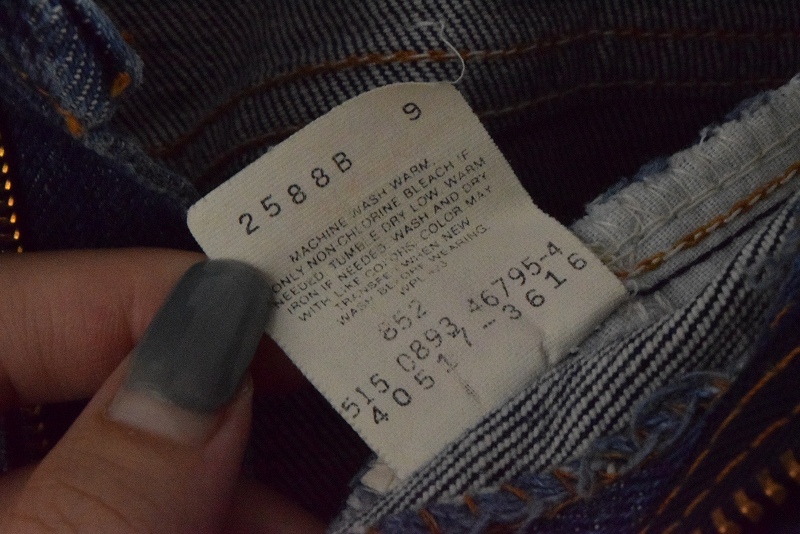 2588B 9
MACHINE WASH WARM
ONLY NON CHLORINE BLEACH IF
NEEDED. TUMBLE DRY LOW. WARM
IRON IF NEEDED. WASH AND DRY
WITH LIKE COLORS, COLOR MAY
TRANSFER WHEN NEW
WASH BEFORE WEARING.
WPL 423
852
515 0893 46795-4
40517-3616